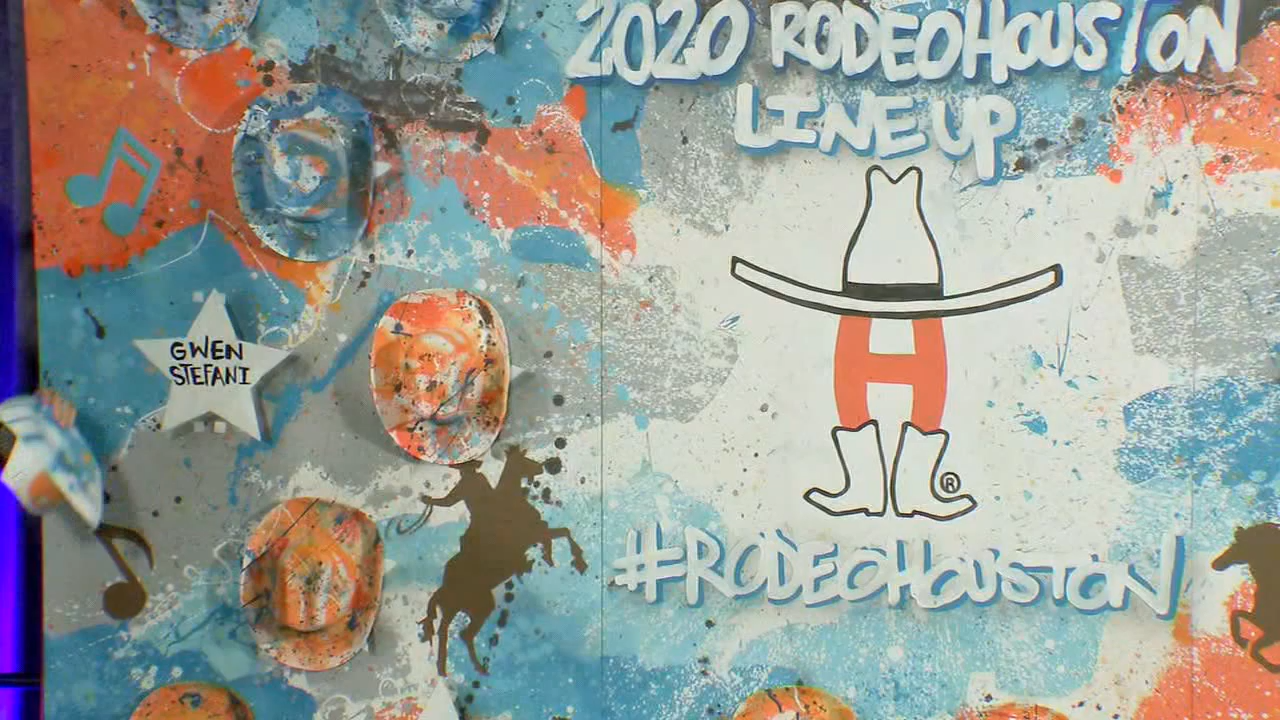 2020 RODEOHOUSTON
LINE UP
GWEN
STEFANI
H
®
#RODEOHOUSTON